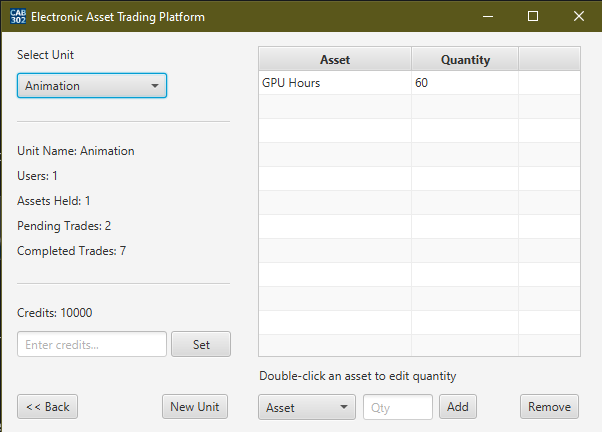 CAB
302
Electronic Asset Trading Platform
Select Unit
Animation
Unit Name: Animation
Users: 1
Assets Held: 1
Pending Trades: 2
Completed Trades: 7
Credits: 10000
Enter credits...
Set
<< Back
New Unit
Asset Quantity
GPU Hours 60
Double-click an asset to edit quantity
Asset
Qty
Add
Remove